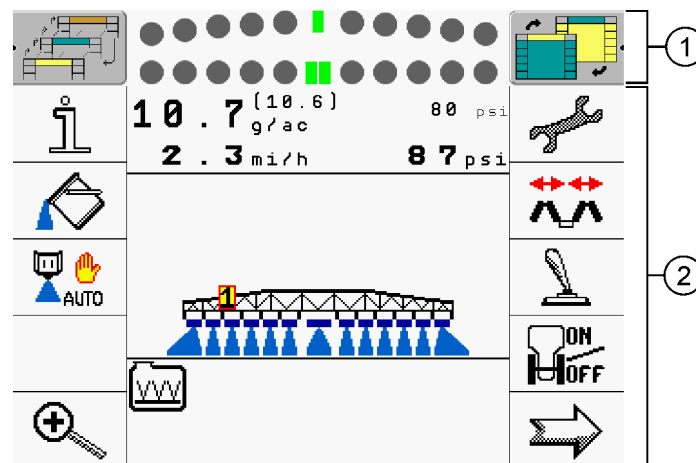 1
10.7 (10.6) g/ac 80 psi
2.3 mi/h 87 psi
2
AUTO
1
ON
OFF